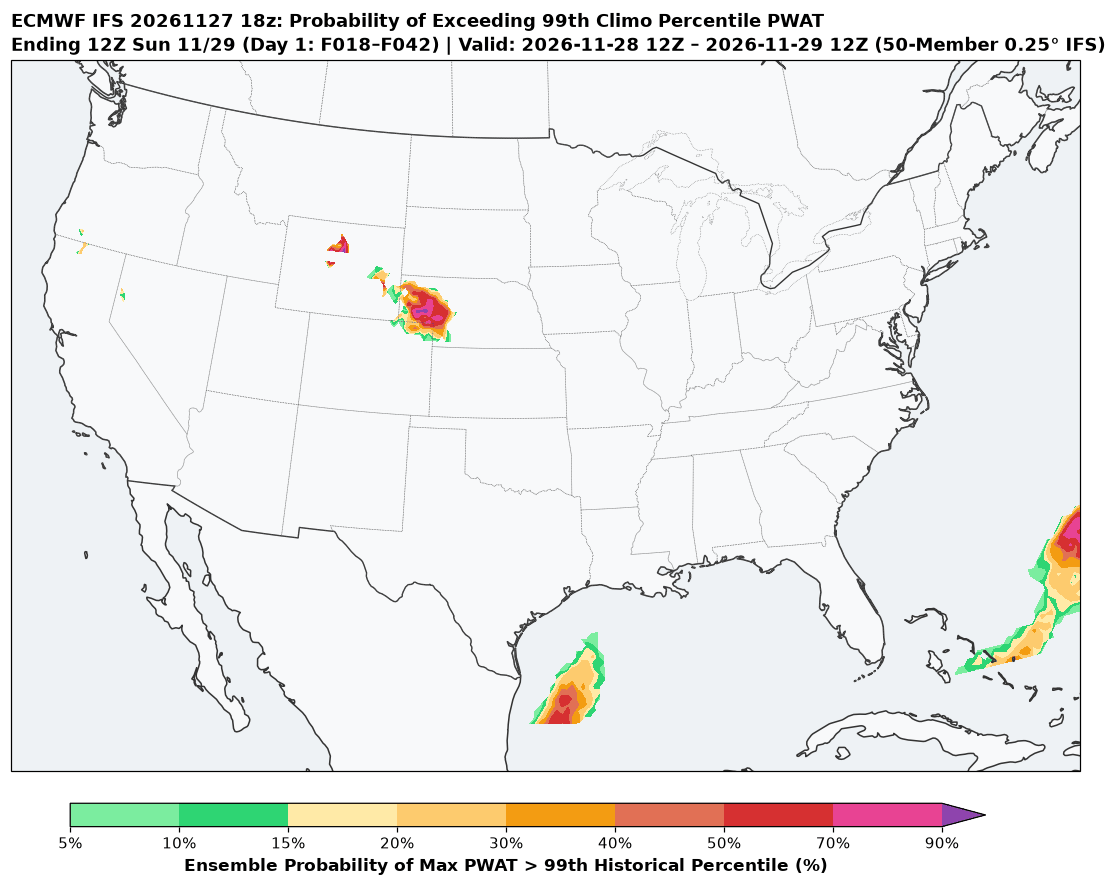 ECMWF IFS 20261127 18z: Probability of Exceeding 99th Climo Percentile PWAT
Ending 12Z Sun 11/29 (Day 1: F018–F042) | Valid: 2026-11-28 12Z – 2026-11-29 12Z (50-Member 0.25° IFS)
5% 10% 15% 20% 30% 40% 50% 70% 90%
Ensemble Probability of Max PWAT > 99th Historical Percentile (%)